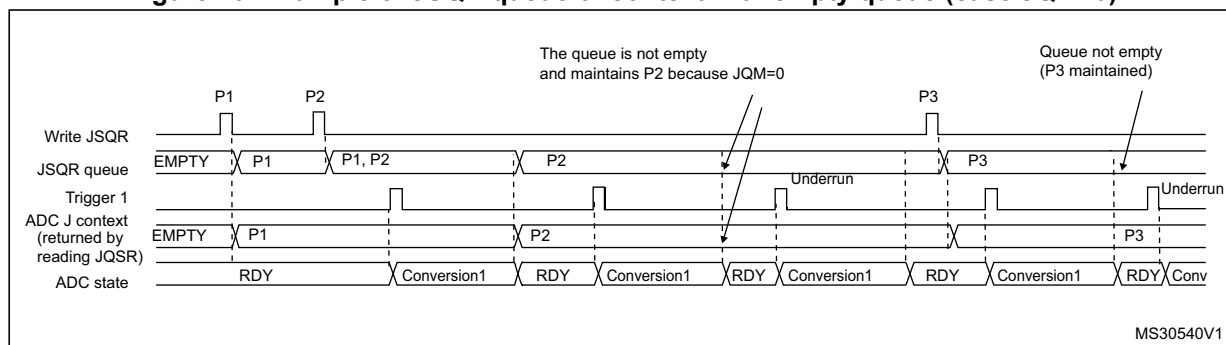 The queue is not empty
and maintains P2 because JQM=0
Queue not empty
(P3 maintained)
P1
P2
P3
Write JSQR
JSQR queue
EMPTY
P1
P1, P2
P2
P3
Trigger 1
Underrun
Underrun
ADC J context
(returned by
reading JQSR)
EMPTY
P1
P2
P3
ADC state
RDY
Conversion1
RDY
Conversion1
RDY
Conversion1
RDY
Conversion1
RDY
Conv
MS30540V1